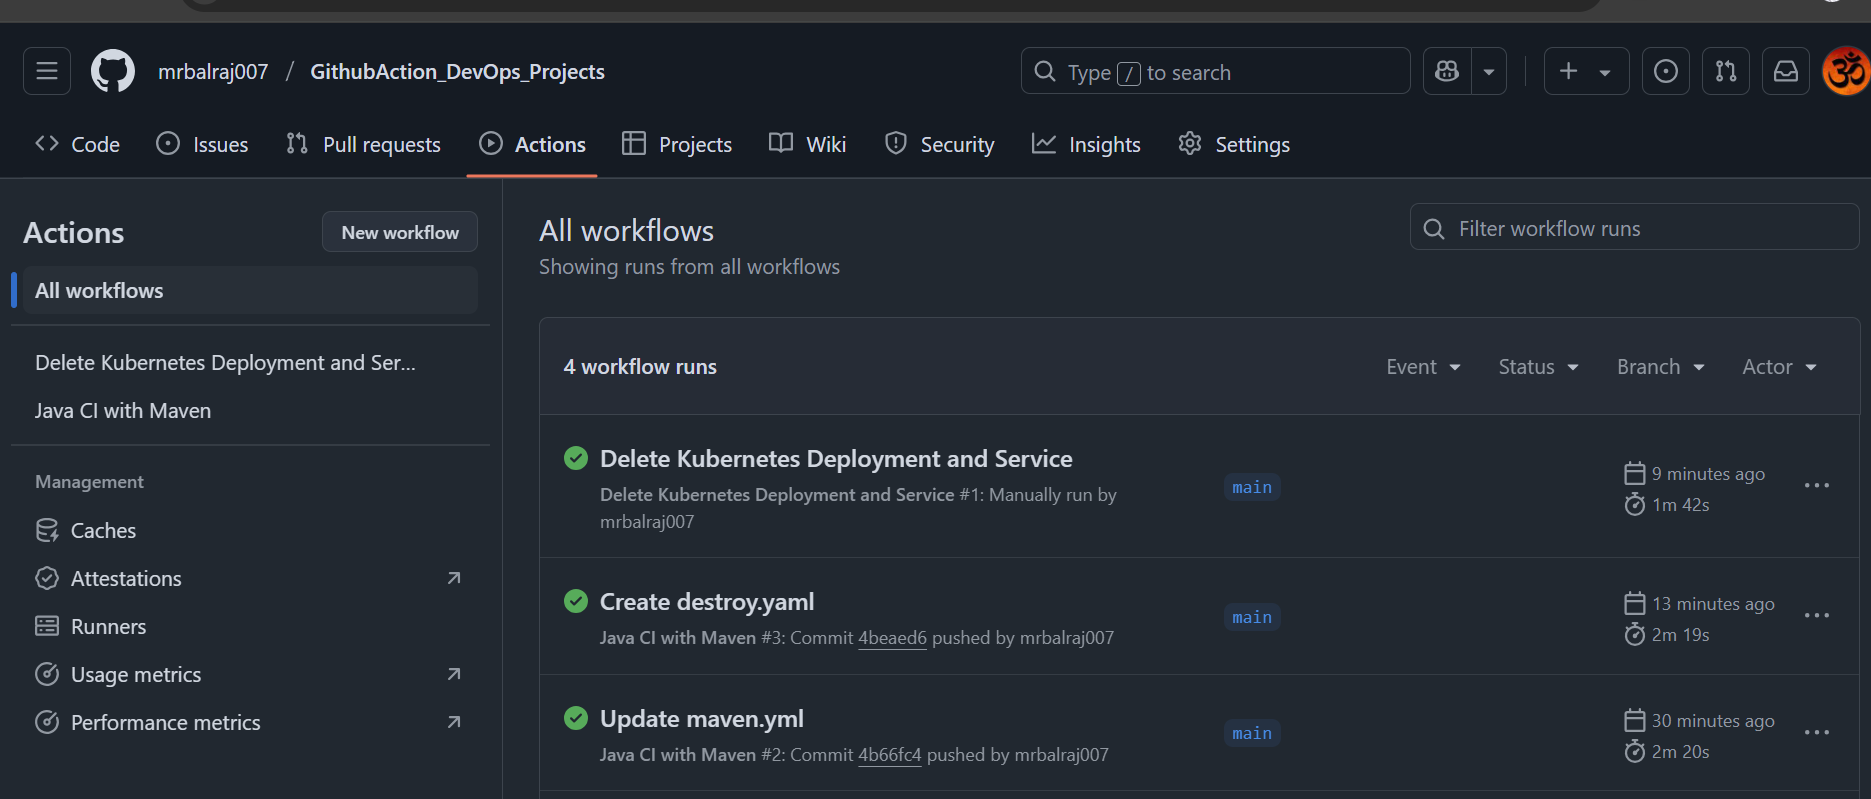 mrbalraj007 / GithubAction_DevOps_Projects
Type / to search
Code Issues Pull requests Actions Projects Wiki Security Insights Settings
Actions
New workflow
All workflows
Delete Kubernetes Deployment and Ser...
Java CI with Maven
Management
Caches
Attestations
Runners
Usage metrics
Performance metrics
All workflows
Showing runs from all workflows
Filter workflow runs
4 workflow runs
Event Status Branch Actor
Delete Kubernetes Deployment and Service
Delete Kubernetes Deployment and Service #1: Manually run by
mrbalraj007
main
9 minutes ago
1m 42s
Create destroy.yaml
Java CI with Maven #3: Commit 4beaed6 pushed by mrbalraj007
main
13 minutes ago
2m 19s
Update maven.yml
Java CI with Maven #2: Commit 4b66fc4 pushed by mrbalraj007
main
30 minutes ago
2m 20s